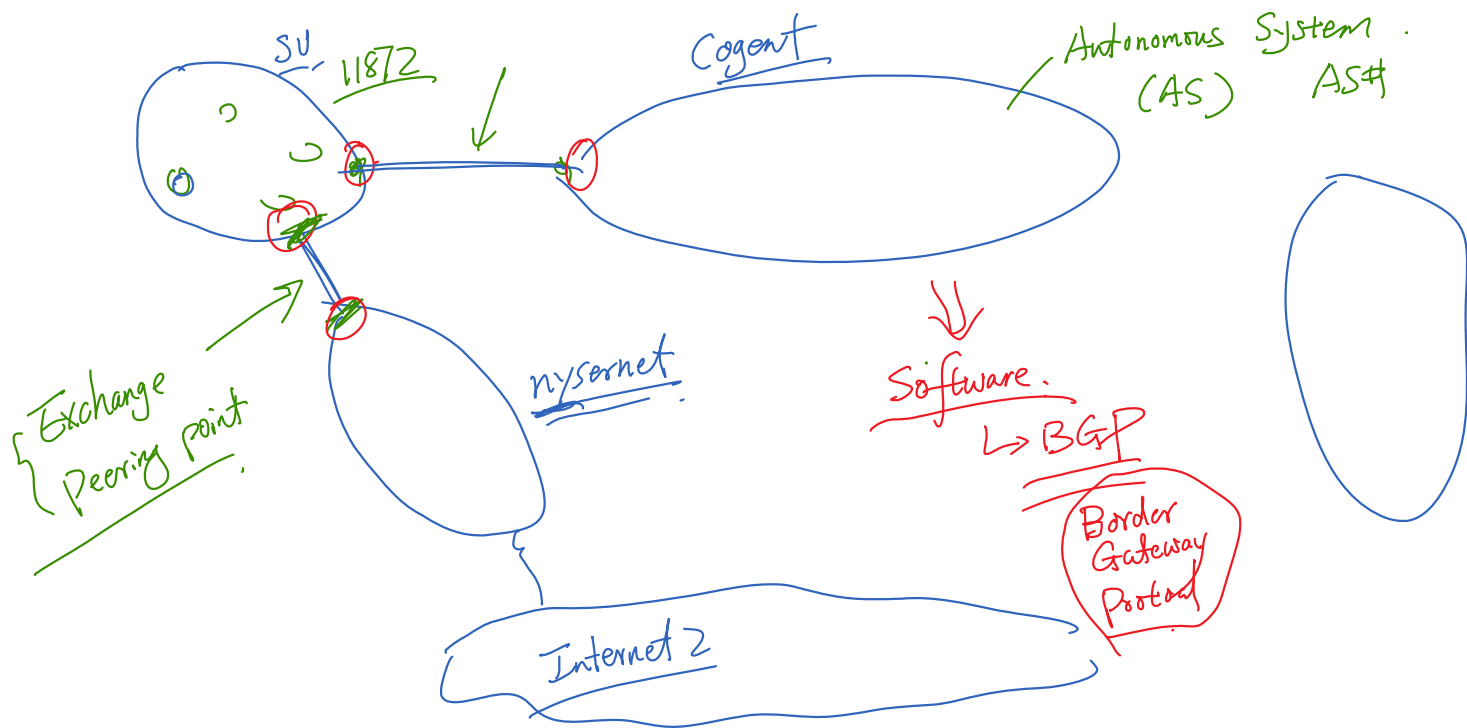 SU
11872
Cogent
Autonomous System.
(AS) AS#
nysernet
Exchange
Peering point
Software.
↳ BGP
Border
Gateway
Protocol
Internet 2